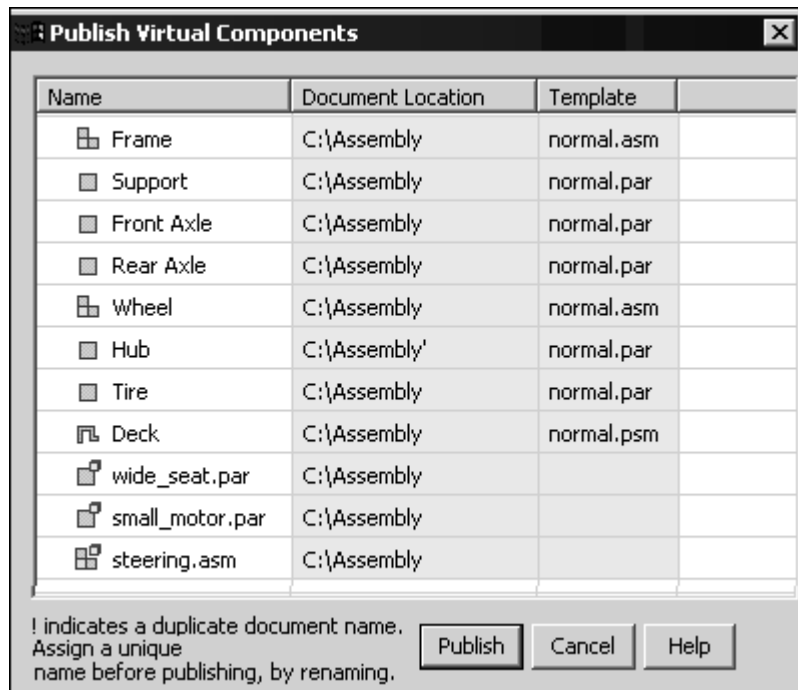 Publish Virtual Components
Name Document Location Template
Frame C:\Assembly normal.asm
Support C:\Assembly normal.par
Front Axle C:\Assembly normal.par
Rear Axle C:\Assembly normal.par
Wheel C:\Assembly normal.asm
Hub C:\Assembly' normal.par
Tire C:\Assembly normal.par
Deck C:\Assembly normal.psm
wide_seat.par C:\Assembly
small_motor.par C:\Assembly
steering.asm C:\Assembly
! indicates a duplicate document name.
Assign a unique
name before publishing, by renaming.
Publish Cancel Help